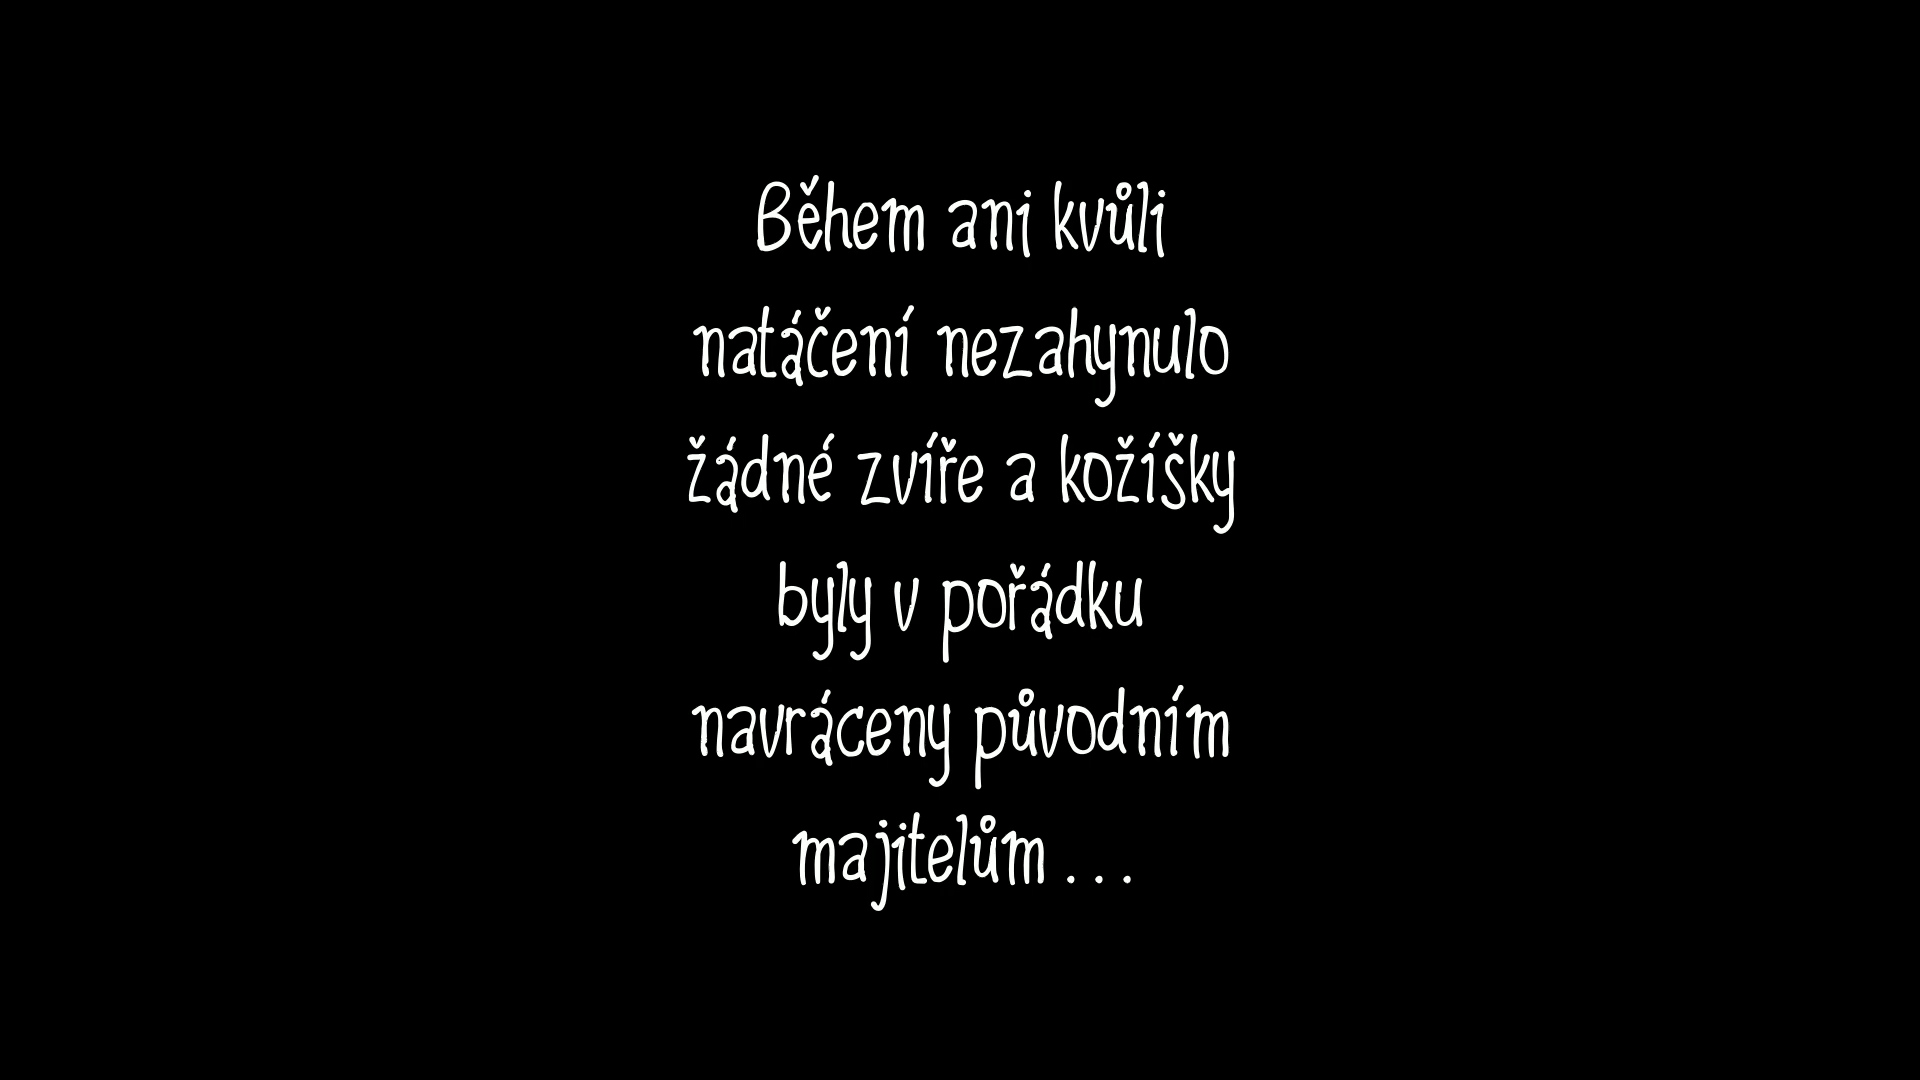 Během ani kvůli
natáčení nezahynulo
žádné zvíře a kožíšky
byly v pořádku
navráceny původním
majitelům . . .